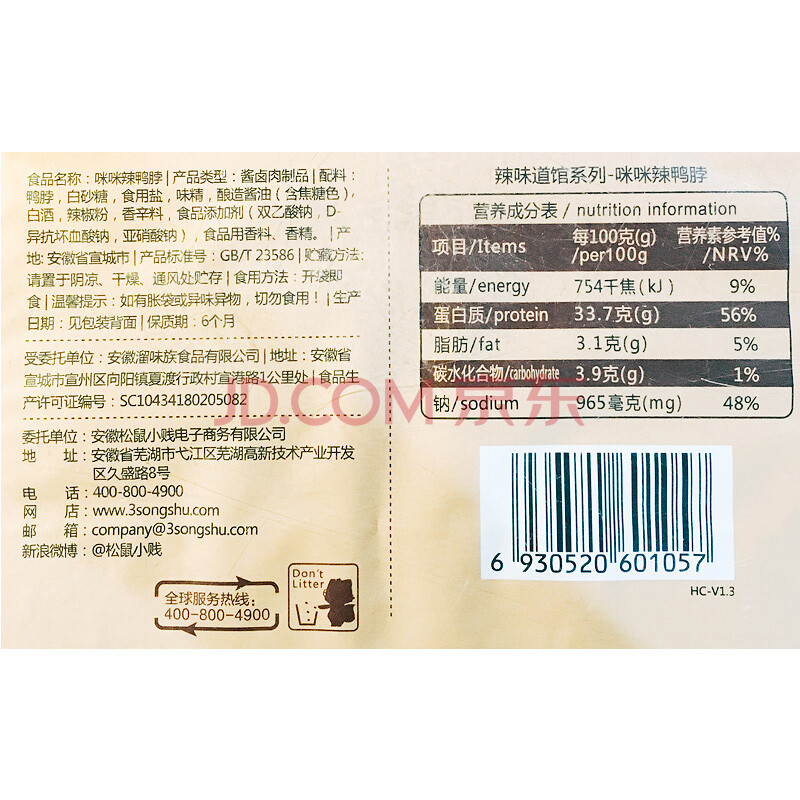 食品名称：咪咪辣鸭脖|产品类型：酱卤肉制品|配料：
鸭脖，白砂糖，食用盐，味精，酿造酱油（含焦糖色），
白酒，辣椒粉，香辛料，食品添加剂（双乙酸钠，D-
异抗坏血酸钠，亚硝酸钠），食品用香料、香精。|产
地：安徽省宣城市|产品标准号：GB/T 23586|贮藏方法：
请置于阴凉、干燥、通风处贮存|食用方法：开袋即
食|温馨提示：如有胀袋或异味异物，切勿食用！|生产
日期：见包装背面|保质期：6个月
受委托单位：安徽溜味族食品有限公司|地址：安徽省
宣城市宣州区向阳镇夏渡行政村宣港路1公里处|食品生
产许可证编号：SC10434180205082
委托单位：安徽松鼠小贱电子商务有限公司
地 址：安徽省芜湖市弋江区芜湖高新技术产业开发
区久盛路8号
电 话：400-800-4900
网 店：www.3songshu.com
邮 箱：company@3songshu.com
新浪微博：@松鼠小贱
全球服务热线：
400-800-4900
Don't
Litter
辣味道馆系列-咪咪辣鸭脖
营养成分表 / nutrition information
项目/Items 每100克(g)/per100g 营养素参考值%/NRV%
能量/energy 754千焦(kJ) 9%
蛋白质/protein 33.7克(g) 56%
脂肪/fat 3.1克(g) 5%
碳水化合物/carbohydrate 3.9克(g) 1%
钠/sodium 965毫克(mg) 48%
6 930520 601057
HC-V1.3
JD.COM 京东